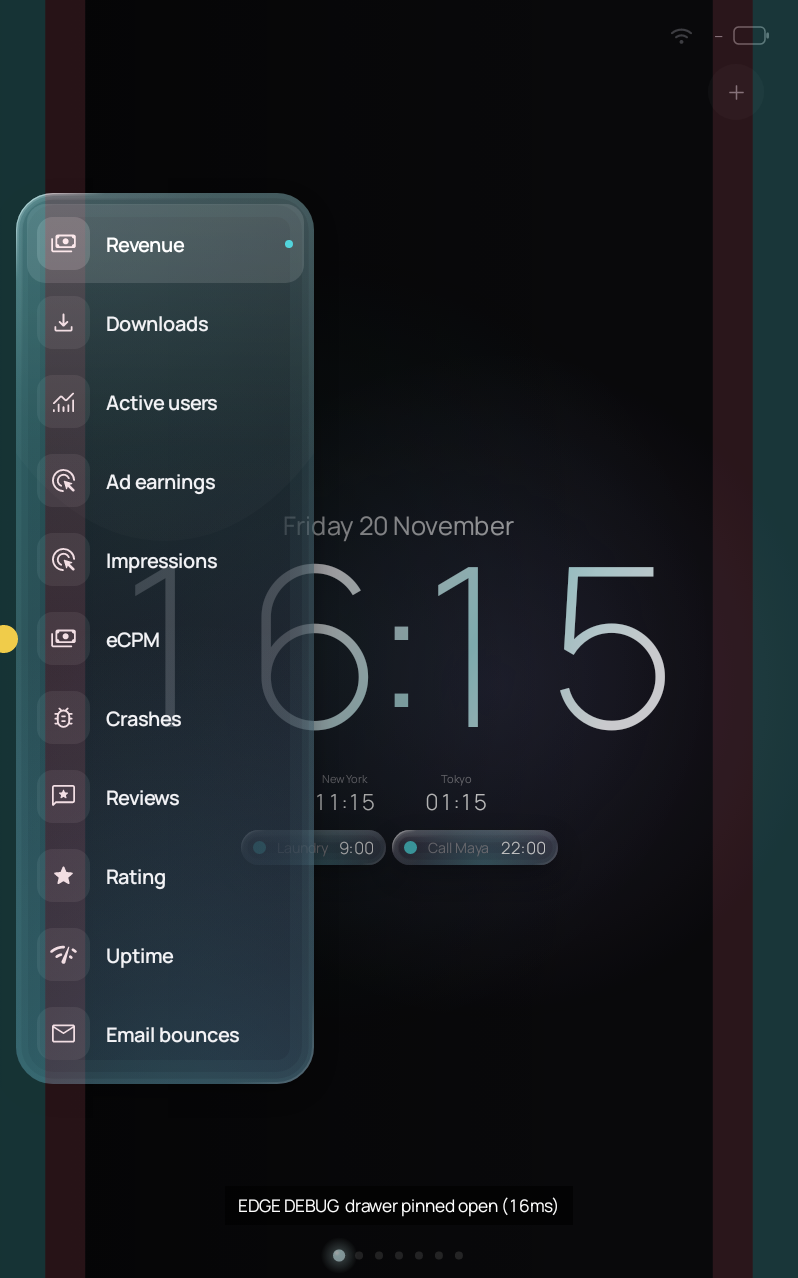 –
+
Revenue
Downloads
Active users
Ad earnings
Friday 20 November
Impressions
16:15
eCPM
Crashes
New York Tokyo
Reviews
11:15 01:15
Laundry 9:00 Call Maya 22:00
Rating
Uptime
Email bounces
EDGE DEBUG drawer pinned open (16ms)